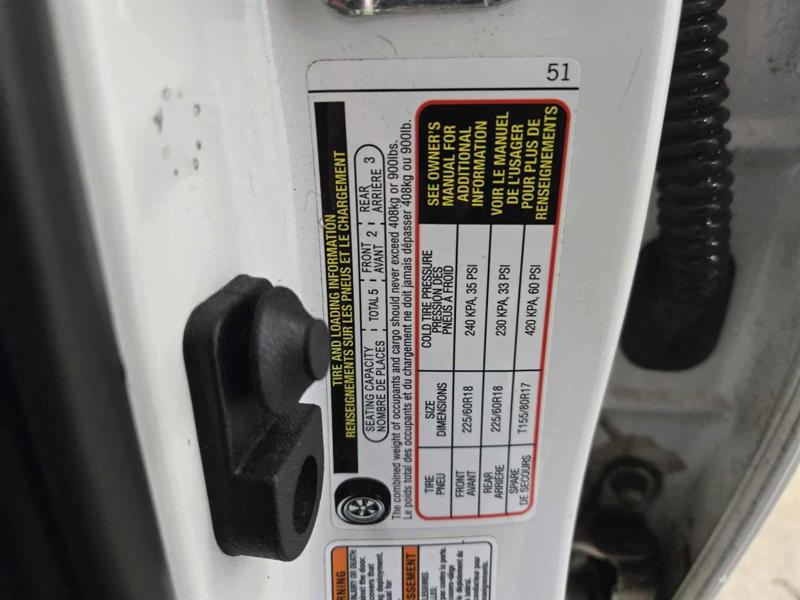 51
TIRE AND LOADING INFORMATION
RENSEIGNEMENTS SUR LES PNEUS ET LE CHARGEMENT
SEATING CAPACITY TOTAL 5 FRONT 2 REAR 3
NOMBRE DE PLACES AVANT ARRIÈRE
The combined weight of occupants and cargo should never exceed 408kg or 900lbs.
Le poids total des occupants et du chargement ne doit jamais dépasser 408kg ou 900lb.
TIRE SIZE COLD TIRE PRESSURE
PNEU DIMENSIONS PRESSION DES
PNEUS À FROID
FRONT 225/60R18 240 KPA, 35 PSI
AVANT
REAR 225/60R18 230 KPA, 33 PSI
ARRIÈRE
SPARE T155/80R17 420 KPA, 60 PSI
DE SECOURS
SEE OWNER'S
MANUAL FOR
ADDITIONAL
INFORMATION
VOIR LE MANUEL
DE L'USAGER
POUR PLUS DE
RENSEIGNEMENTS
INJURY OR DEATH: